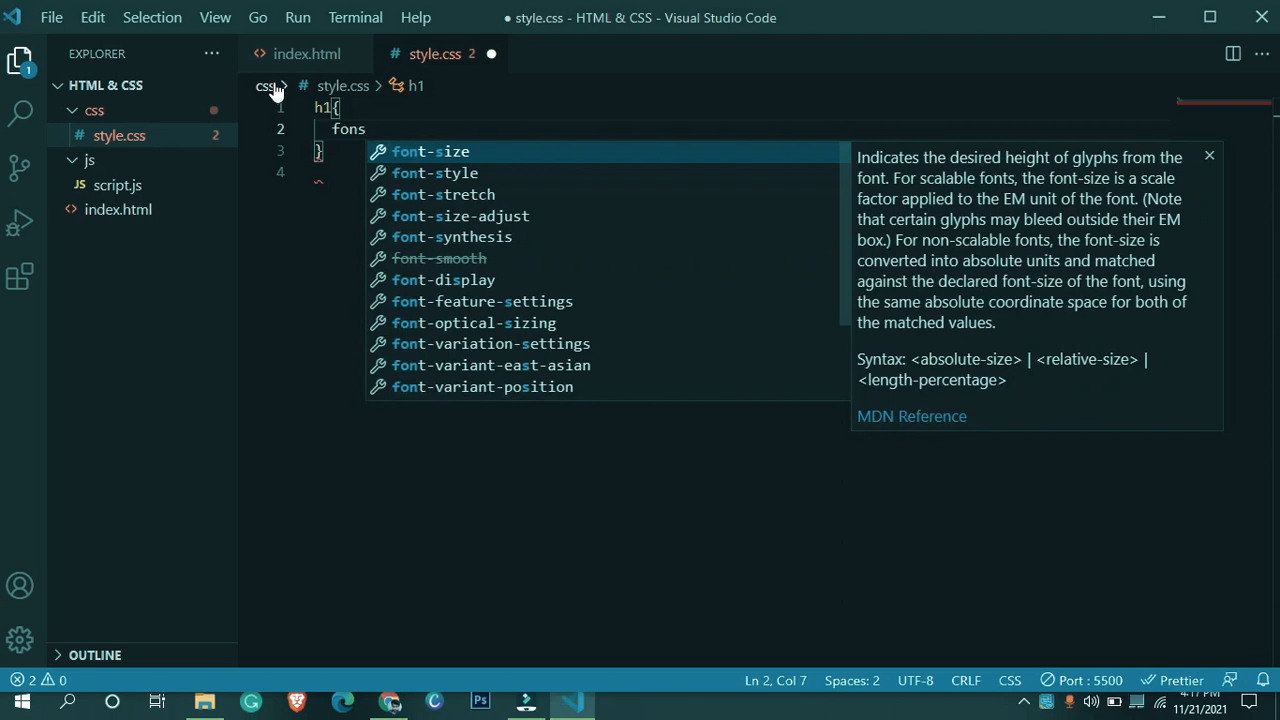 File Edit Selection View Go Run Terminal Help ● style.css - HTML & CSS - Visual Studio Code
EXPLORER ··· <> index.html # style.css 2 ●
HTML & CSS css > # style.css > h1
css
# style.css 2
js
JS script.js
<> index.html
1 h1{
2 fons
3 }
4
font-size
font-style
font-stretch
font-size-adjust
font-synthesis
font-smooth
font-display
font-feature-settings
font-optical-sizing
font-variation-settings
font-variant-east-asian
font-variant-position
Indicates the desired height of glyphs from the
font. For scalable fonts, the font-size is a scale
factor applied to the EM unit of the font. (Note
that certain glyphs may bleed outside their EM
box.) For non-scalable fonts, the font-size is
converted into absolute units and matched
against the declared font-size of the font, using
the same absolute coordinate space for both of
the matched values.
Syntax: <absolute-size> | <relative-size> |
<length-percentage>
MDN Reference
1
OUTLINE
2 0 Ln 2, Col 7 Spaces: 2 UTF-8 CRLF CSS Port : 5500 Prettier
Ps
4:17 PM
11/21/2021